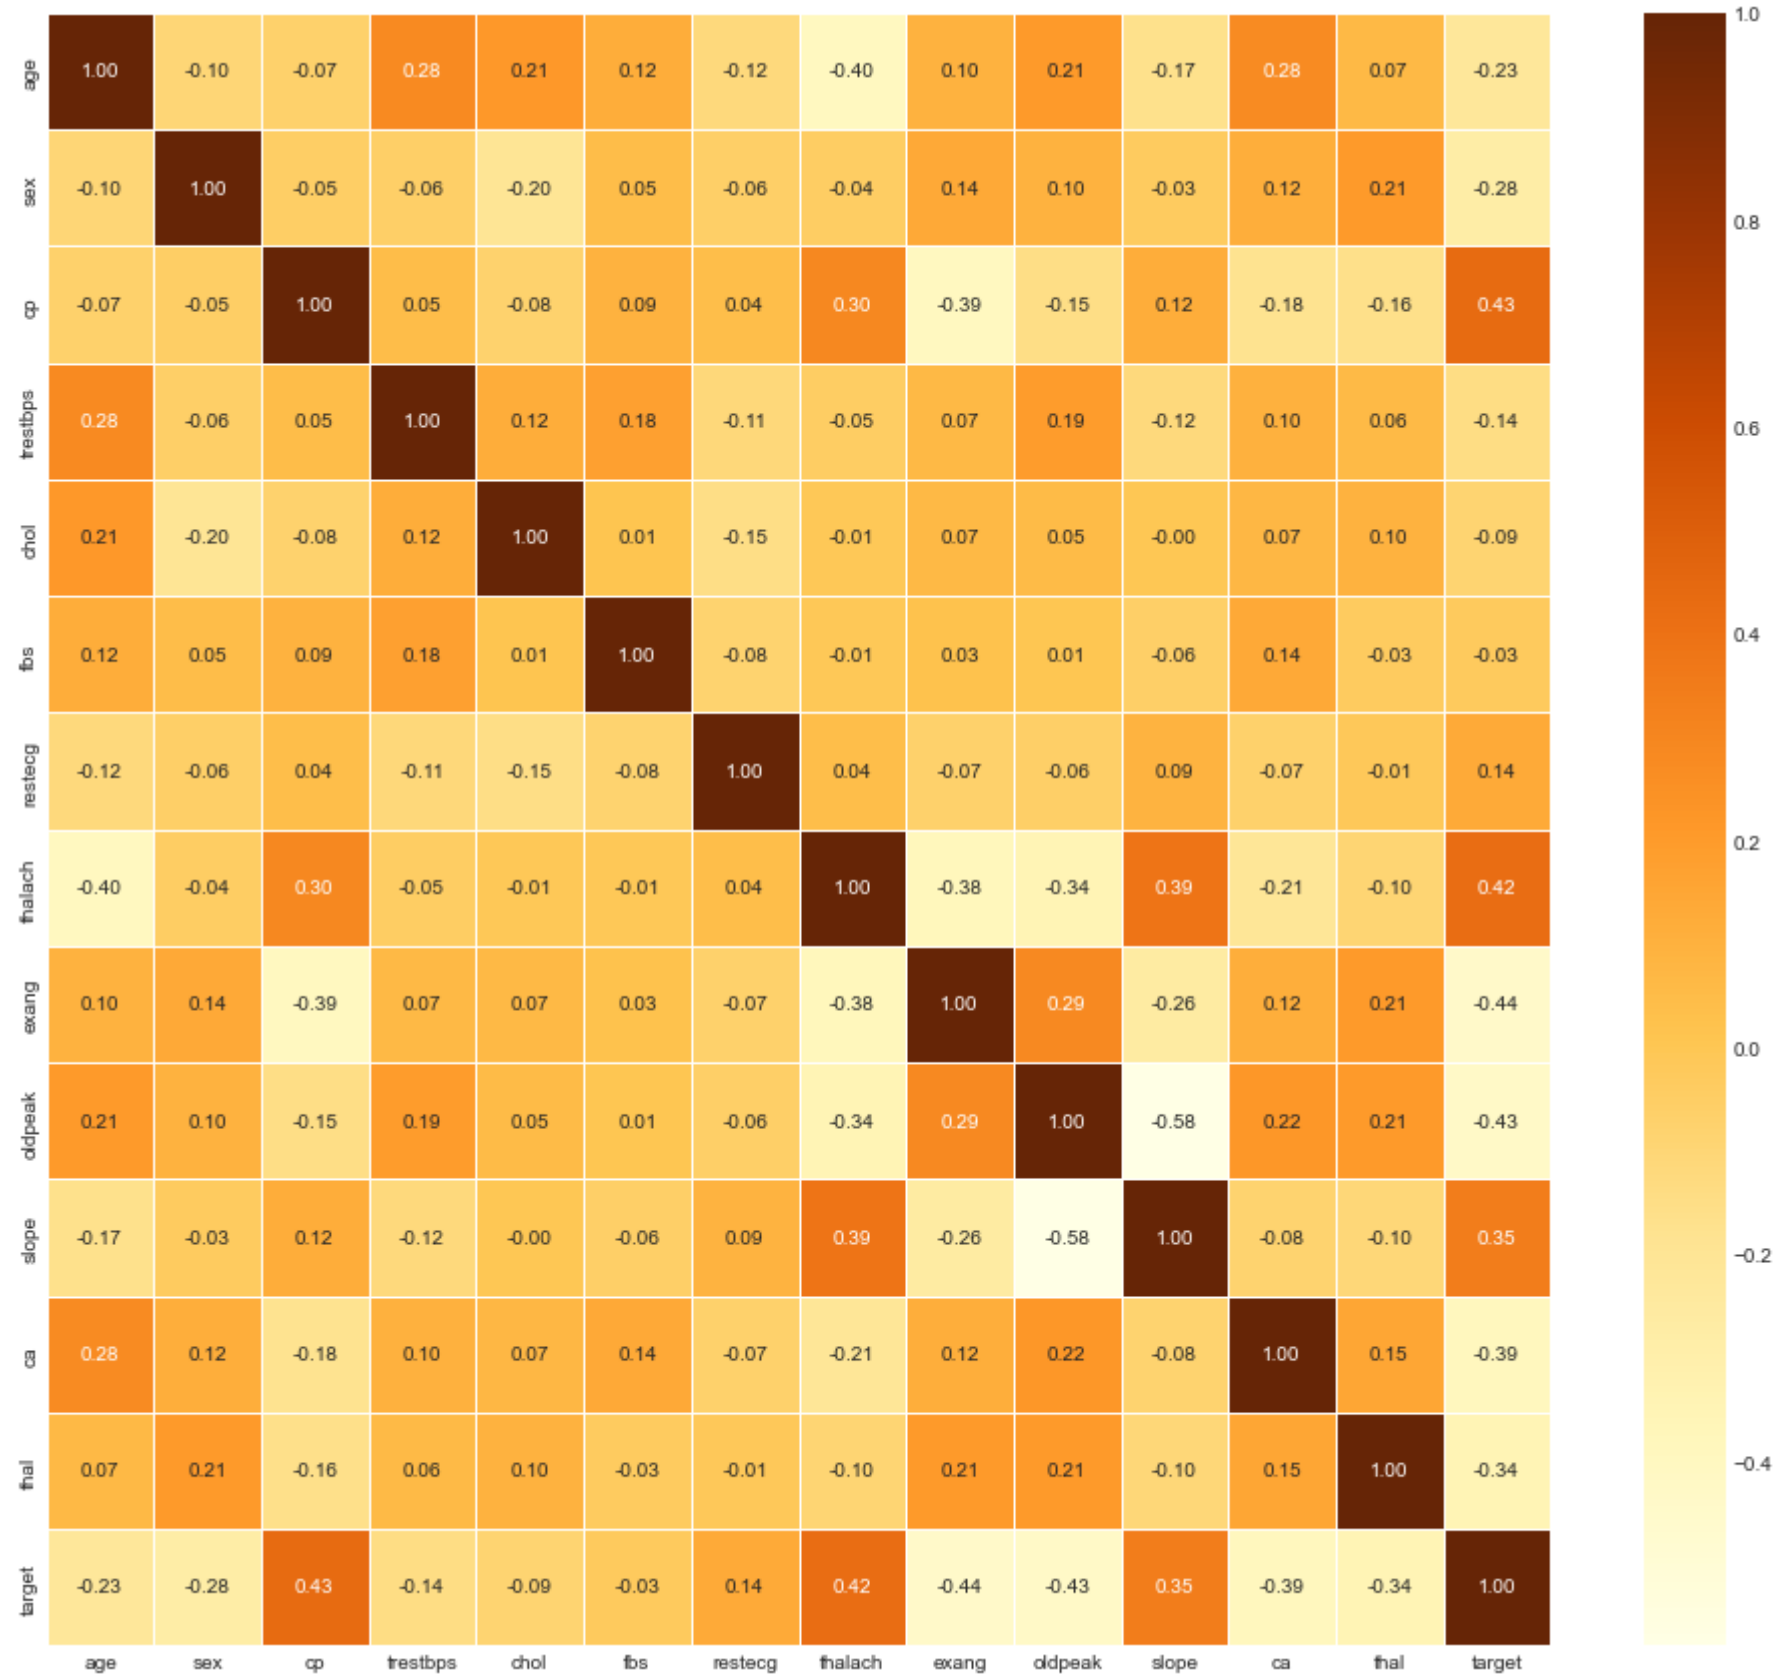 age 1.00 -0.10 -0.07 0.28 0.21 0.12 -0.12 -0.40 0.10 0.21 -0.17 0.28 0.07 -0.23
sex -0.10 1.00 -0.05 -0.06 -0.20 0.05 -0.06 -0.04 0.14 0.10 -0.03 0.12 0.21 -0.28
cp -0.07 -0.05 1.00 0.05 -0.08 0.09 0.04 0.30 -0.39 -0.15 0.12 -0.18 -0.16 0.43
trestbps 0.28 -0.06 0.05 1.00 0.12 0.18 -0.11 -0.05 0.07 0.19 -0.12 0.10 0.06 -0.14
chol 0.21 -0.20 -0.08 0.12 1.00 0.01 -0.15 -0.01 0.07 0.05 -0.00 0.07 0.10 -0.09
fbs 0.12 0.05 0.09 0.18 0.01 1.00 -0.08 -0.01 0.03 0.01 -0.06 0.14 -0.03 -0.03
restecg -0.12 -0.06 0.04 -0.11 -0.15 -0.08 1.00 0.04 -0.07 -0.06 0.09 -0.07 -0.01 0.14
thalach -0.40 -0.04 0.30 -0.05 -0.01 -0.01 0.04 1.00 -0.38 -0.34 0.39 -0.21 -0.10 0.42
exang 0.10 0.14 -0.39 0.07 0.07 0.03 -0.07 -0.38 1.00 0.29 -0.26 0.12 0.21 -0.44
oldpeak 0.21 0.10 -0.15 0.19 0.05 0.01 -0.06 -0.34 0.29 1.00 -0.58 0.22 0.21 -0.43
slope -0.17 -0.03 0.12 -0.12 -0.00 -0.06 0.09 0.39 -0.26 -0.58 1.00 -0.08 -0.10 0.35
ca 0.28 0.12 -0.18 0.10 0.07 0.14 -0.07 -0.21 0.12 0.22 -0.08 1.00 0.15 -0.39
thal 0.07 0.21 -0.16 0.06 0.10 -0.03 -0.01 -0.10 0.21 0.21 -0.10 0.15 1.00 -0.34
target -0.23 -0.28 0.43 -0.14 -0.09 -0.03 0.14 0.42 -0.44 -0.43 0.35 -0.39 -0.34 1.00
age sex cp trestbps chol fbs restecg thalach exang oldpeak slope ca thal target
1.0
0.8
0.6
0.4
0.2
0.0
−0.2
−0.4